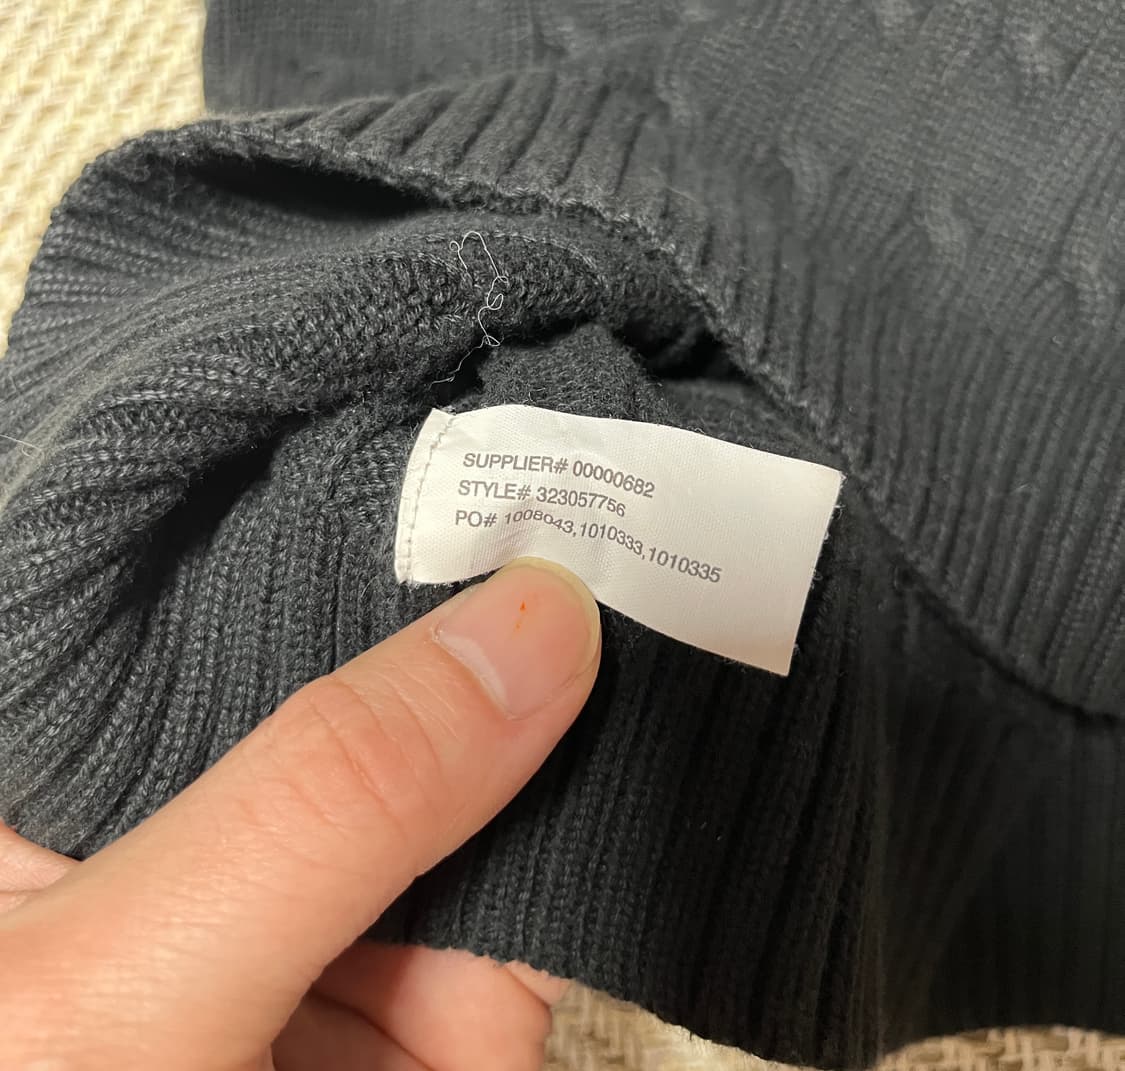 SUPPLIER# 00000682
STYLE# 323057756
PO# 1008043,1010333,1010335